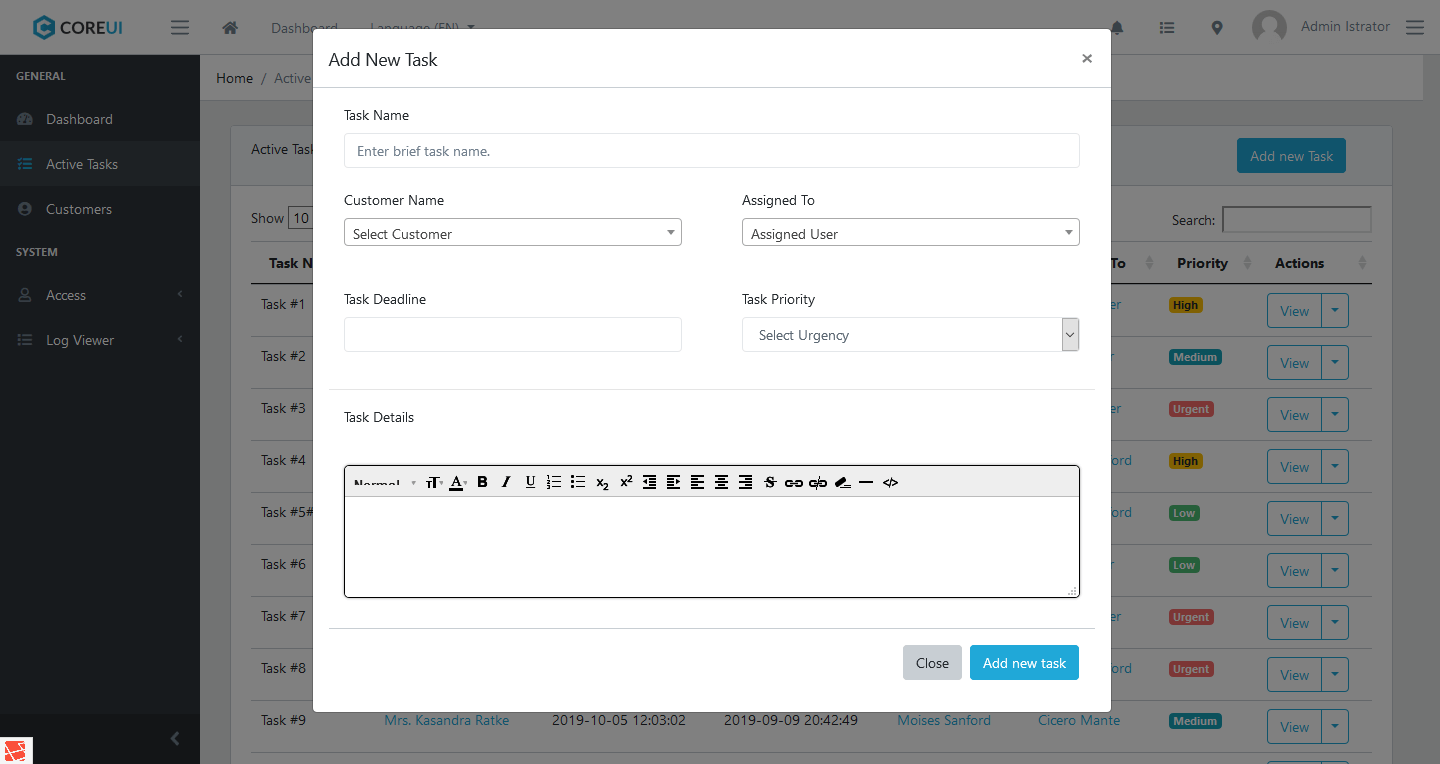 COREUI
Dashboard
Language (EN)
Admin Istrator
GENERAL
Dashboard
Active Tasks
Customers
SYSTEM
Access
Log Viewer
Home / Active
Active Task
Add new Task
Show 10
Search:
Task N
To Priority Actions
Task #1
High View
Task #2
Medium View
Task #3
Urgent View
Task #4
ord High View
Task #5#
ord Low View
Task #6
Low View
Task #7
Urgent View
Task #8
ord Urgent View
Task #9 Mrs. Kasandra Ratke 2019-10-05 12:03:02 2019-09-09 20:42:49 Moises Sanford Cicero Mante Medium View
Add New Task ×
Task Name
Enter brief task name.
Customer Name Assigned To
Select Customer Assigned User
Task Deadline Task Priority
Select Urgency
Task Details
Normal
Close Add new task